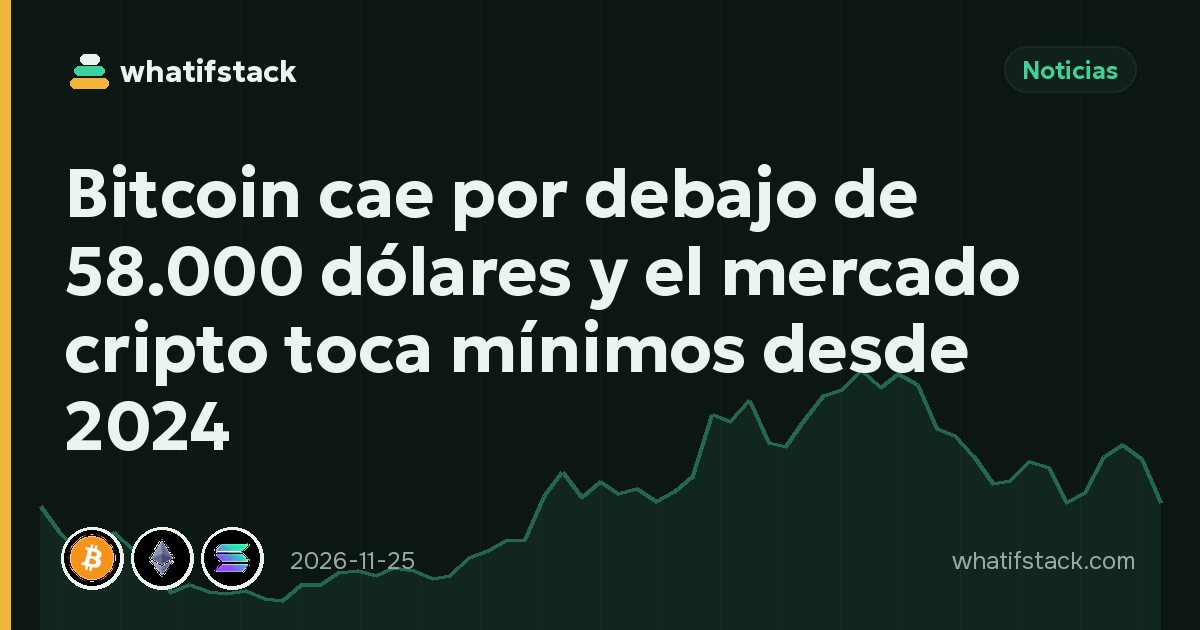 whatifstack
Noticias
Bitcoin cae por debajo de
58.000 dólares y el mercado
cripto toca mínimos desde
2024
2026-11-25
whatifstack.com